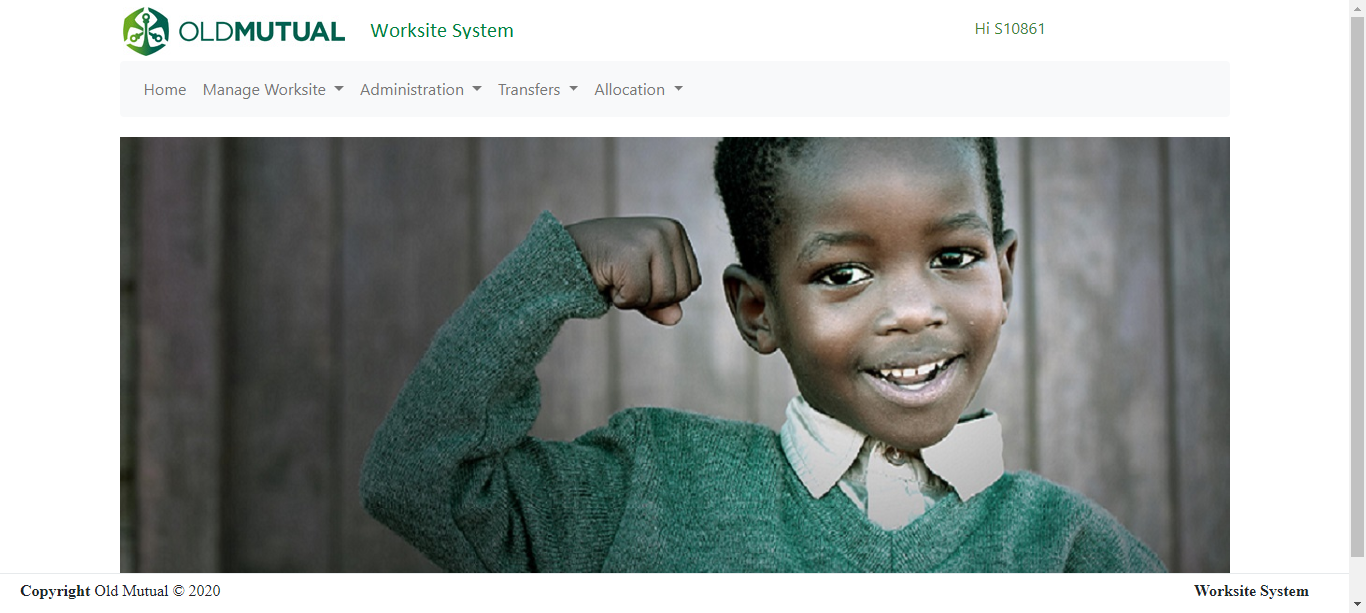 OLDMUTUAL Worksite System Hi S10861
Home Manage Worksite Administration Transfers Allocation
Copyright Old Mutual © 2020 Worksite System